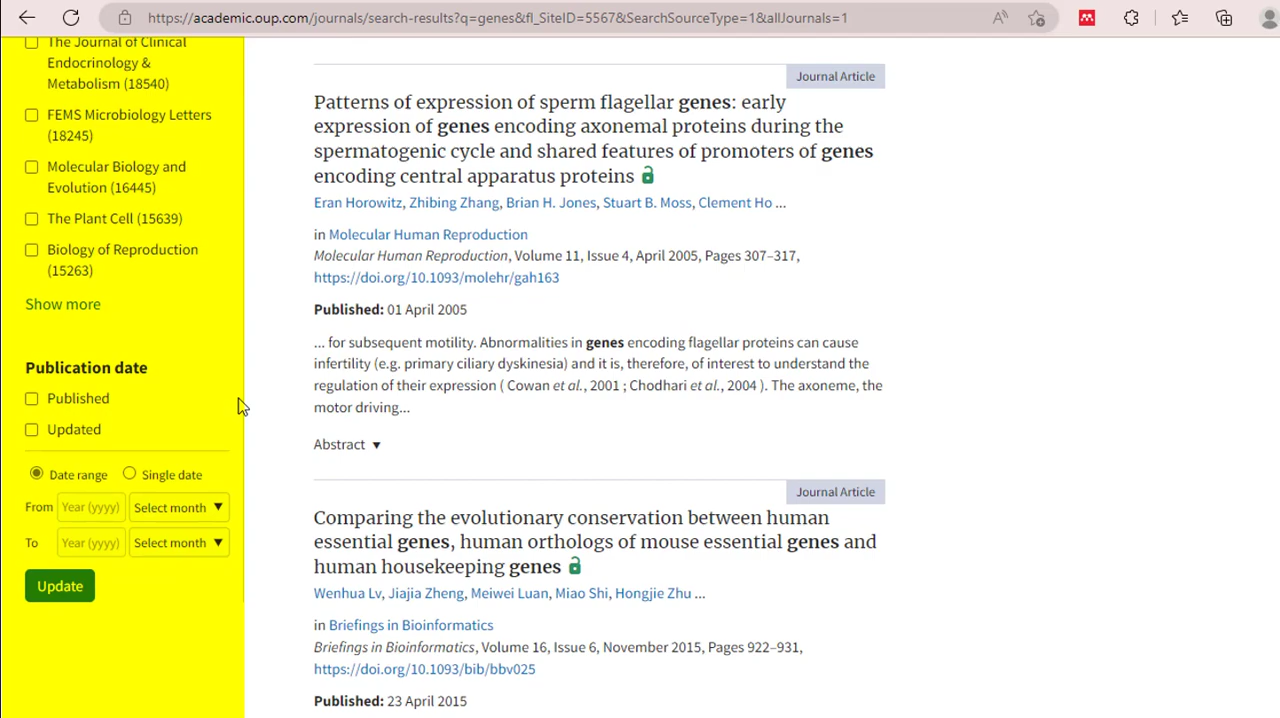 https://academic.oup.com/journals/search-results?q=genes&fl_SiteID=5567&SearchSourceType=1&allJournals=1
The Journal of Clinical
Endocrinology &
Metabolism (18540)
FEMS Microbiology Letters
(18245)
Molecular Biology and
Evolution (16445)
The Plant Cell (15639)
Biology of Reproduction
(15263)
Show more
Publication date
Published
Updated
Date range Single date
From Year (yyyy) Select month ▼
To Year (yyyy) Select month ▼
Update
Journal Article
Patterns of expression of sperm flagellar genes: early
expression of genes encoding axonemal proteins during the
spermatogenic cycle and shared features of promoters of genes
encoding central apparatus proteins
Eran Horowitz, Zhibing Zhang, Brian H. Jones, Stuart B. Moss, Clement Ho ...
in Molecular Human Reproduction
Molecular Human Reproduction, Volume 11, Issue 4, April 2005, Pages 307–317,
https://doi.org/10.1093/molehr/gah163
Published: 01 April 2005
... for subsequent motility. Abnormalities in genes encoding flagellar proteins can cause
infertility (e.g. primary ciliary dyskinesia) and it is, therefore, of interest to understand the
regulation of their expression ( Cowan et al., 2001 ; Chodhari et al., 2004 ). The axoneme, the
motor driving...
Abstract ▼
Journal Article
Comparing the evolutionary conservation between human
essential genes, human orthologs of mouse essential genes and
human housekeeping genes
Wenhua Lv, Jiajia Zheng, Meiwei Luan, Miao Shi, Hongjie Zhu ...
in Briefings in Bioinformatics
Briefings in Bioinformatics, Volume 16, Issue 6, November 2015, Pages 922–931,
https://doi.org/10.1093/bib/bbv025
Published: 23 April 2015